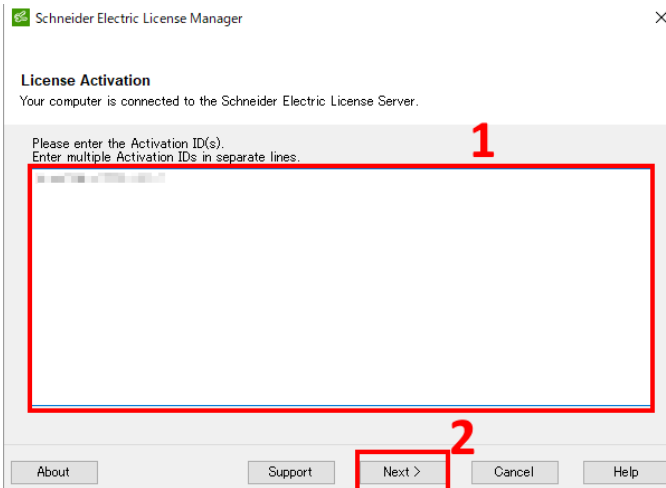 Schneider Electric License Manager
License Activation
Your computer is connected to the Schneider Electric License Server.
Please enter the Activation ID(s).
Enter multiple Activation IDs in separate lines.
1
2
About
Support
Next >
Cancel
Help